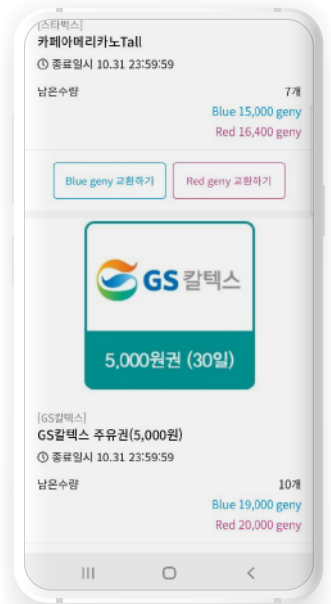 [스타벅스]
카페아메리카노Tall
종료일시 10.31 23:59:59
남은수량 7개
Blue 15,000 geny
Red 16,400 geny
Blue geny 교환하기 Red geny 교환하기
GS칼텍스
5,000원권 (30일)
[GS칼텍스]
GS칼텍스 주유권(5,000원)
종료일시 10.31 23:59:59
남은수량 10개
Blue 19,000 geny
Red 20,000 geny